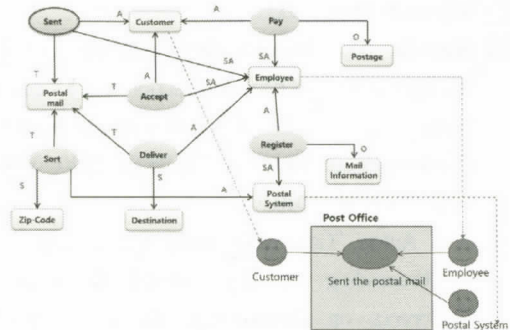 Sent
A
Customer
A
Pay
O
Postage
SA
SA
T
A
SA
Employee
Postal
mail
T
Accept
T
T
A
A
Sort
Deliver
Register
O
Mail
Information
S
S
A
SA
Postal
System
Zip-Code
Destination
Post Office
Customer
Sent the postal mail
Employee
Postal System